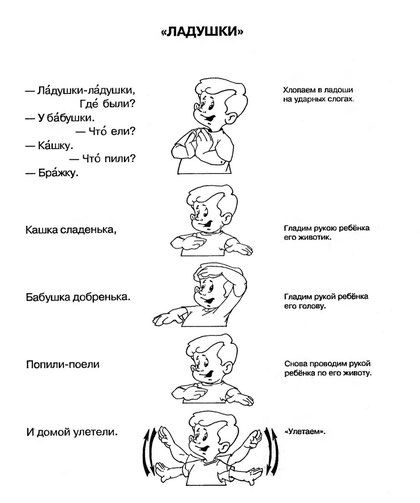 «ЛАДУШКИ»
— Ла́душки-ла́душки,
Где́ были?
— У ба́бушки.
— Что́ ели?
— Ка́шку.
— Что́ пили?
— Бра́жку.
Хлопаем в ладоши
на ударных слогах.
Кашка сладенька,
Гладим рукою ребёнка
его животик.
Бабушка добренька.
Гладим рукой ребёнка
его голову.
Попили-поели
Снова проводим рукой
ребёнка по его животу.
И домой улетели.
«Улетаем».